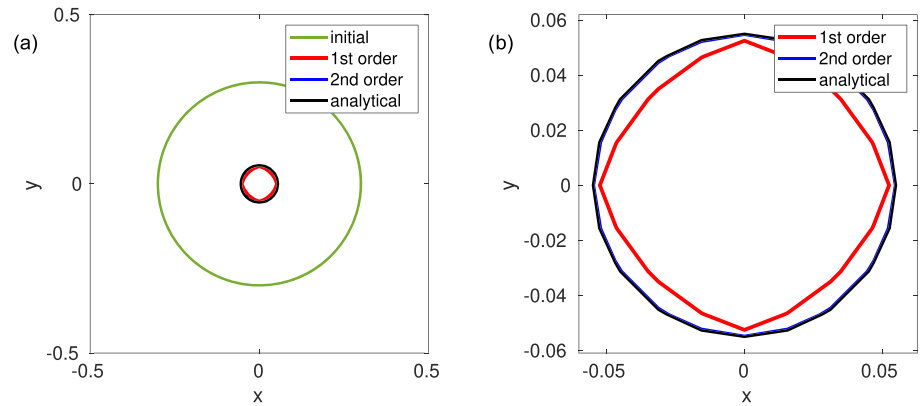 (a)
0.5
0
-0.5
y
initial
1st order
2nd order
analytical
-0.5
0
0.5
x
(b)
0.06
0.04
0.02
0
-0.02
-0.04
-0.06
y
1st order
2nd order
analytical
-0.05
0
0.05
x